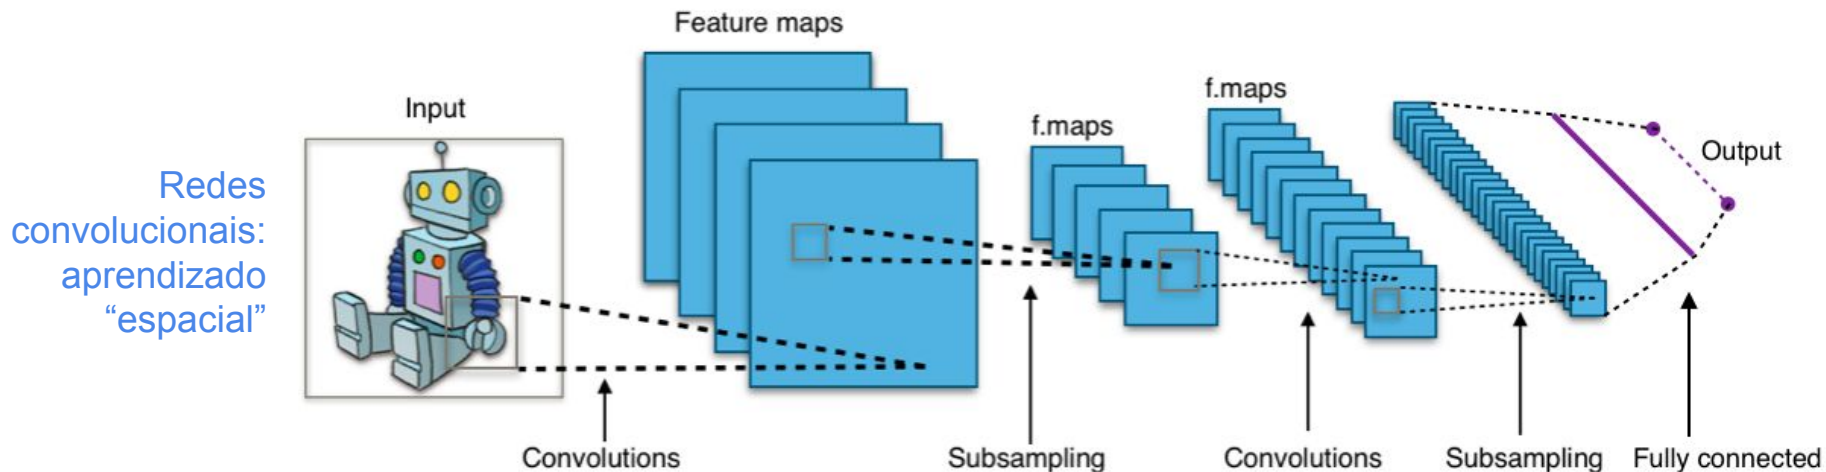 Redes
convolucionais:
aprendizado
“espacial”
Input
Feature maps
f.maps
f.maps
Output
Convolutions
Subsampling
Convolutions
Subsampling
Fully connected